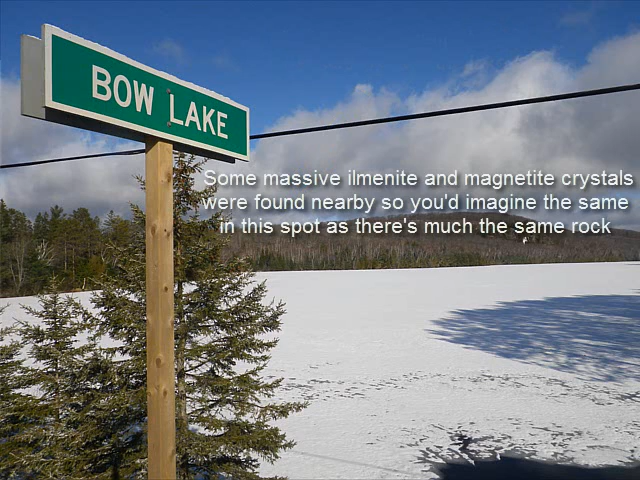 BOW LAKE
Some massive ilmenite and magnetite crystals
were found nearby so you'd imagine the same
in this spot as there's much the same rock